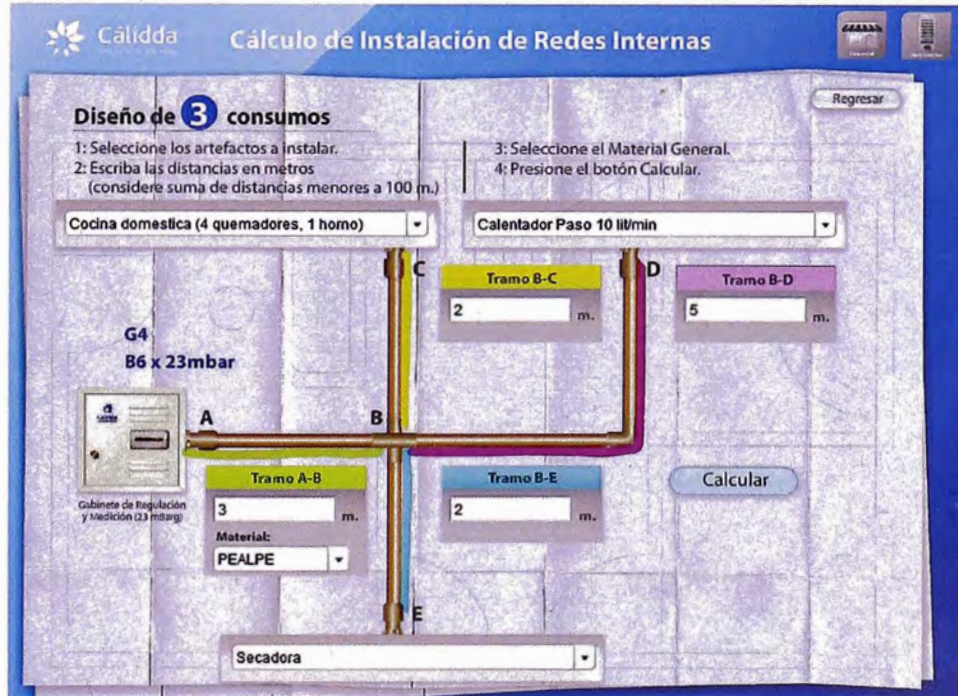 Cálidda
Cálculo de Instalación de Redes Internas
Regresar
Diseño de 3 consumos
1: Seleccione los artefactos a instalar.
2: Escriba las distancias en metros
(considere suma de distancias menores a 100 m.)
3: Seleccione el Material General.
4: Presione el botón Calcular.
Cocina domestica (4 quemadores, 1 horno)
Calentador Paso 10 lit/min
C
D
Tramo B-C
2 m.
Tramo B-D
5 m.
G4
B6 x 23mbar
A
B
Gabinete de Regulación
y Medición (23 mBarg)
Tramo A-B
3 m.
Material:
PEALPE
Tramo B-E
2 m.
Calcular
E
Secadora